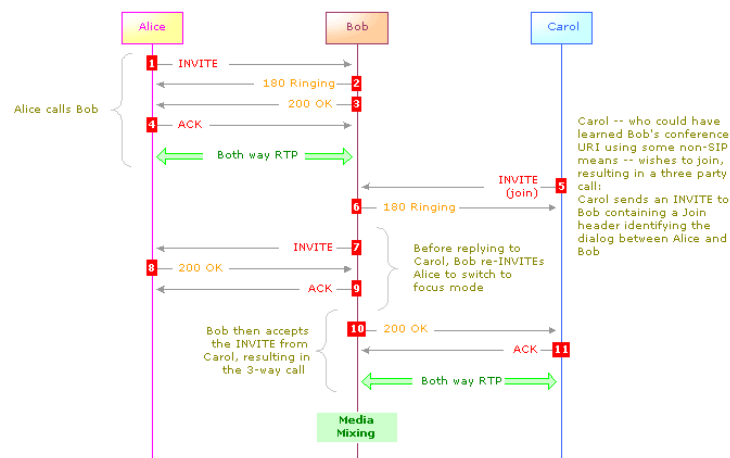 Alice
Bob
Carol
1 INVITE
180 Ringing 2
200 OK 3
Alice calls Bob
4 ACK
Both way RTP
Carol -- who could have
learned Bob's conference
URI using some non-SIP
means -- wishes to join,
resulting in a three party
call:
Carol sends an INVITE to
Bob containing a Join
header identifying the
dialog between Alice and
Bob
INVITE
(join)
5
6 180 Ringing
INVITE 7
8 200 OK
ACK 9
Before replying to
Carol, Bob re-INVITEs
Alice to switch to
focus mode
10 200 OK
Bob then accepts
the INVITE from
Carol, resulting in
the 3-way call
ACK 11
Both way RTP
Media
Mixing